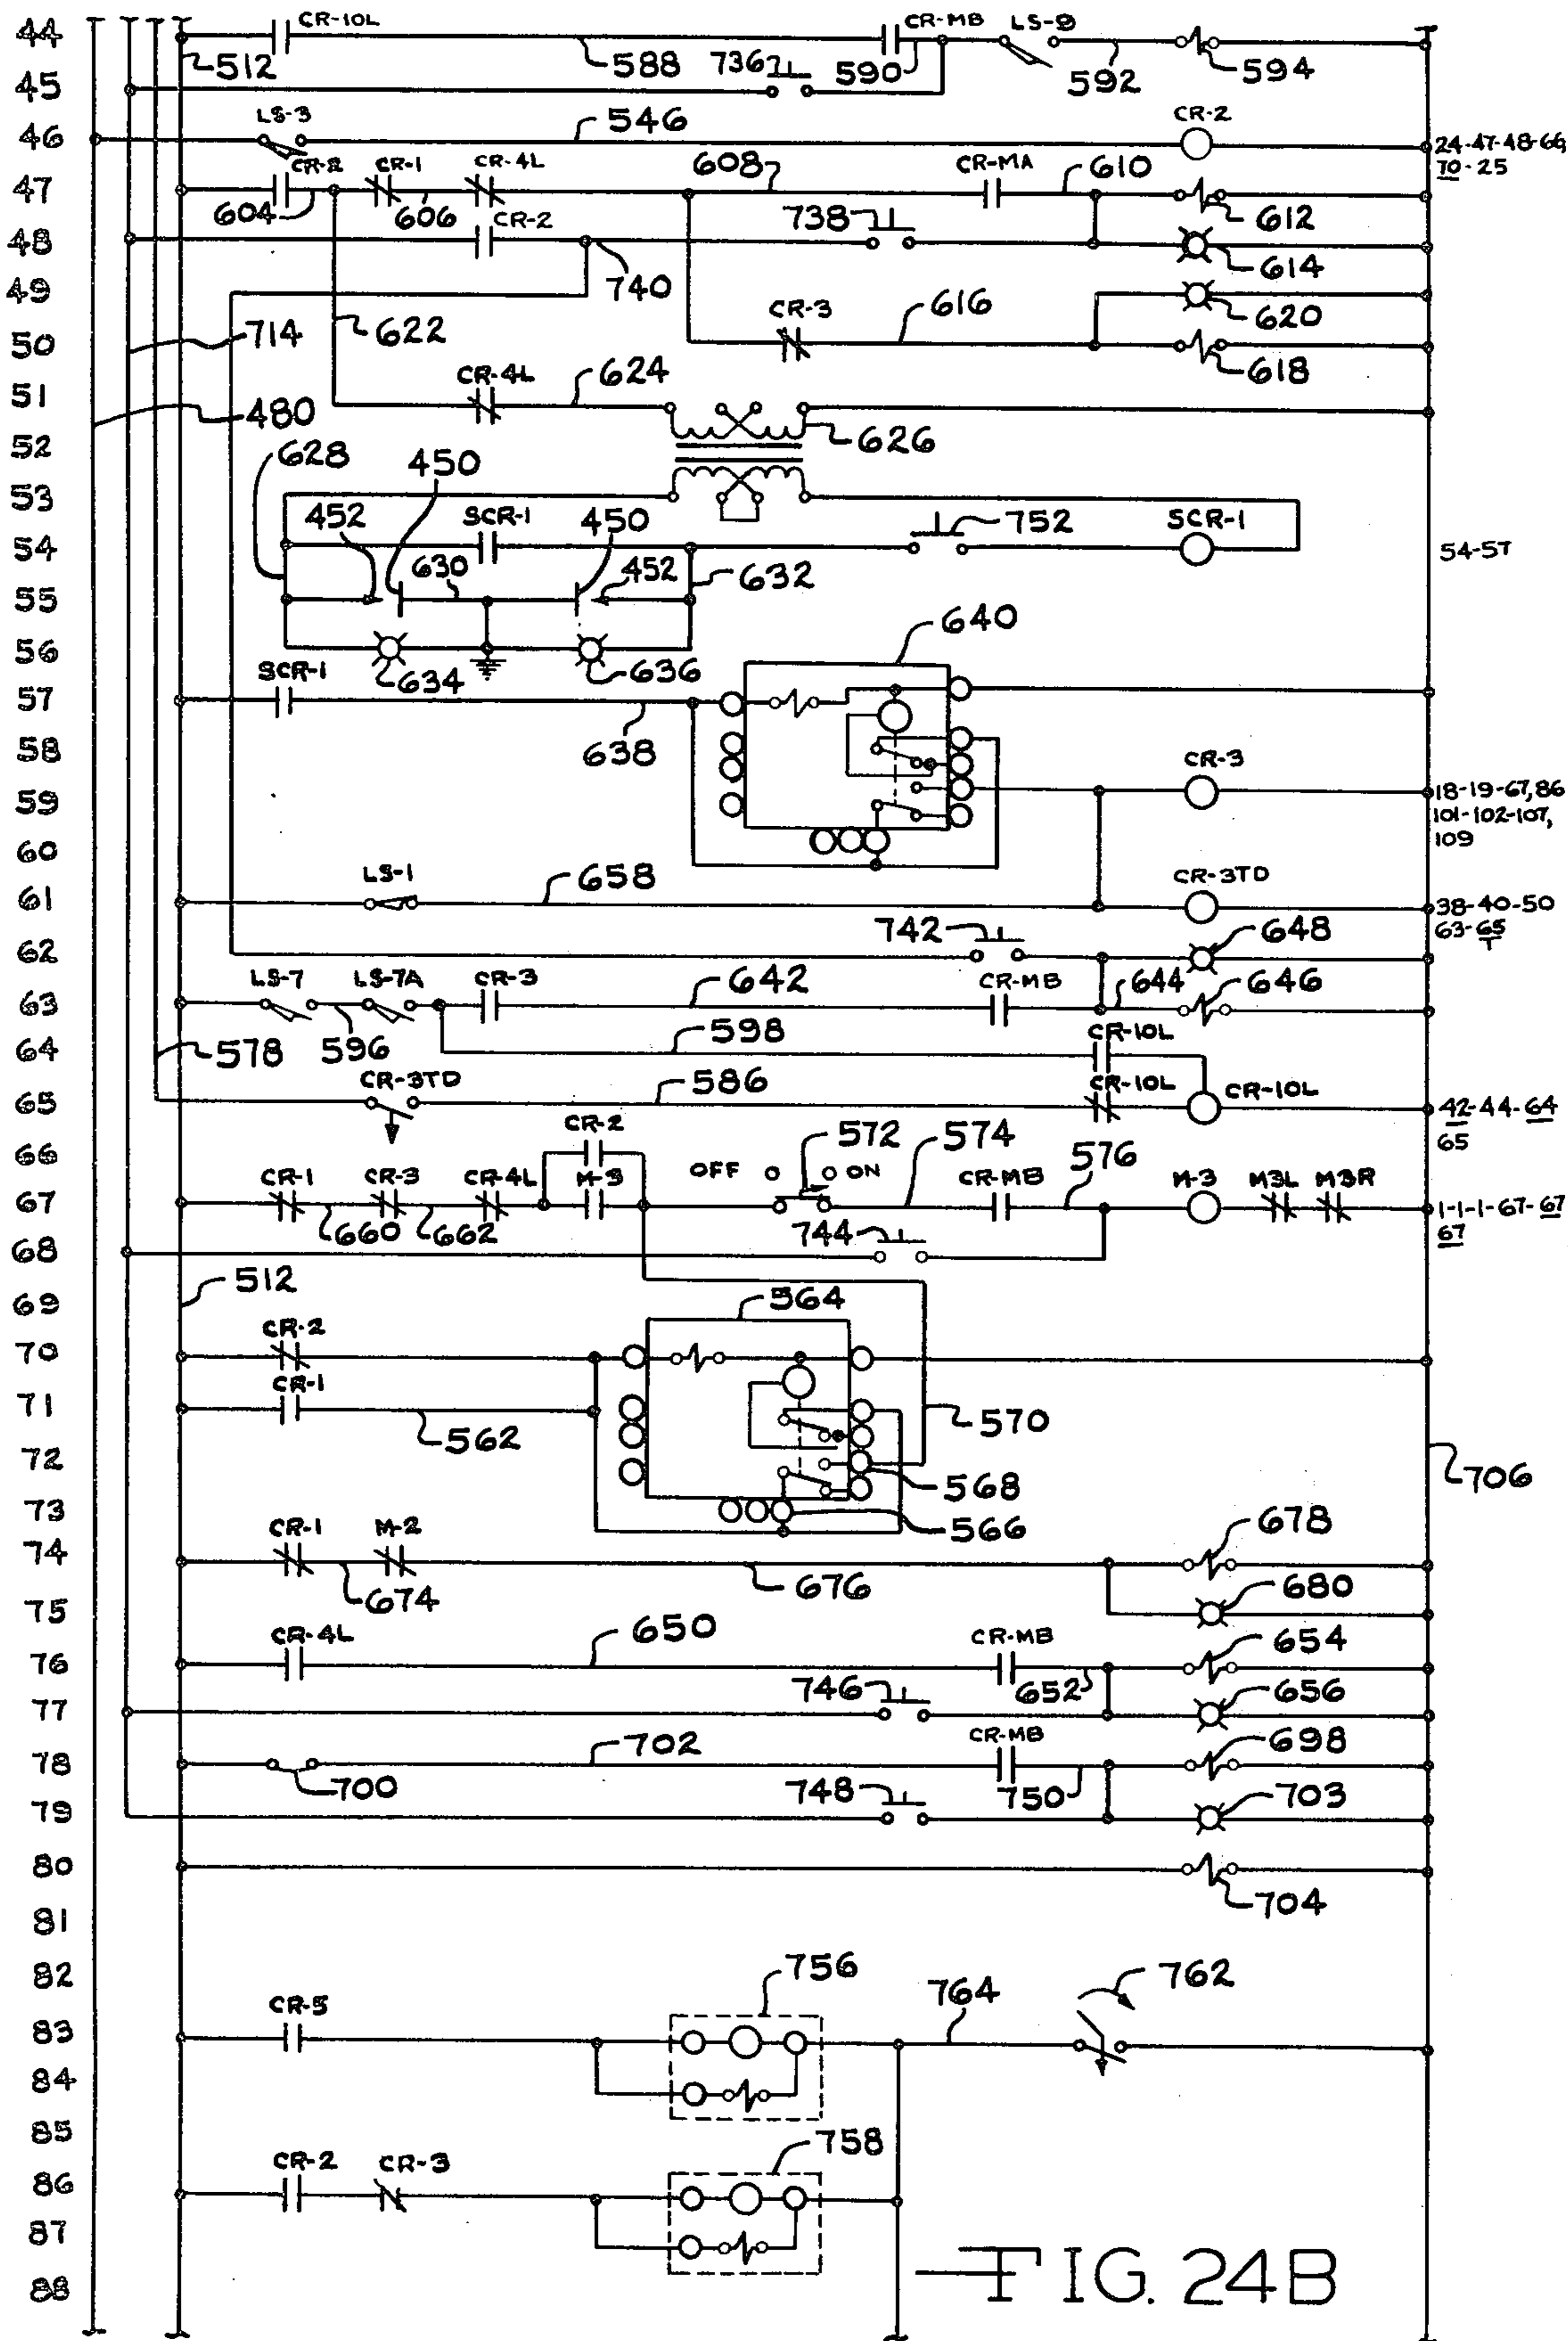 44 CR-10L CR-MB LS-9
512 588 736 590 592 594
45
46 LS-3 546 CR-2 24-47-48-66
70-25
47 CR-2 CR-1 CR-4L 608 CR-MA 610
604 606 738 612
48 CR-2 740 614
49 CR-3 616 620
50 714 622 618
51 CR-4L 624
480 626
52 628 450
53 452 SCR-1 450 752 SCR-1
54 54-57
55 630 452 632
56 634 636 640
57 SCR-1
58 638 CR-3
59 18-19-67,86
101-102-107,
109
60
61 LS-1 658 CR-3TD 38-40-50
63-65
T
62 742 648
63 LS-7 LS-7A CR-3 642 CR-MB 644 646
64 578 596 598 CR-10L
65 CR-3TD 586 CR-10L CR-10L 42-44-64
65
66 CR-2 OFF 572 ON 574 576
67 CR-1 CR-3 CR-4L M-3 CR-MB M-3 M3L M3R 1-1-1-67-67
67
660 662
68 744
69 512 564
70 CR-2
71 CR-1 562 570
72 568 706
73 566
74 CR-1 M-2 678
674 676
75 680
76 CR-4L 650 CR-MB 652 654
77 746 656
78 702 CR-MB 698
700 750
79 748 703
80 704
81
82 756 764 762
83 CR-5
84
85 758
86 CR-2 CR-3
87
88
FIG. 24B